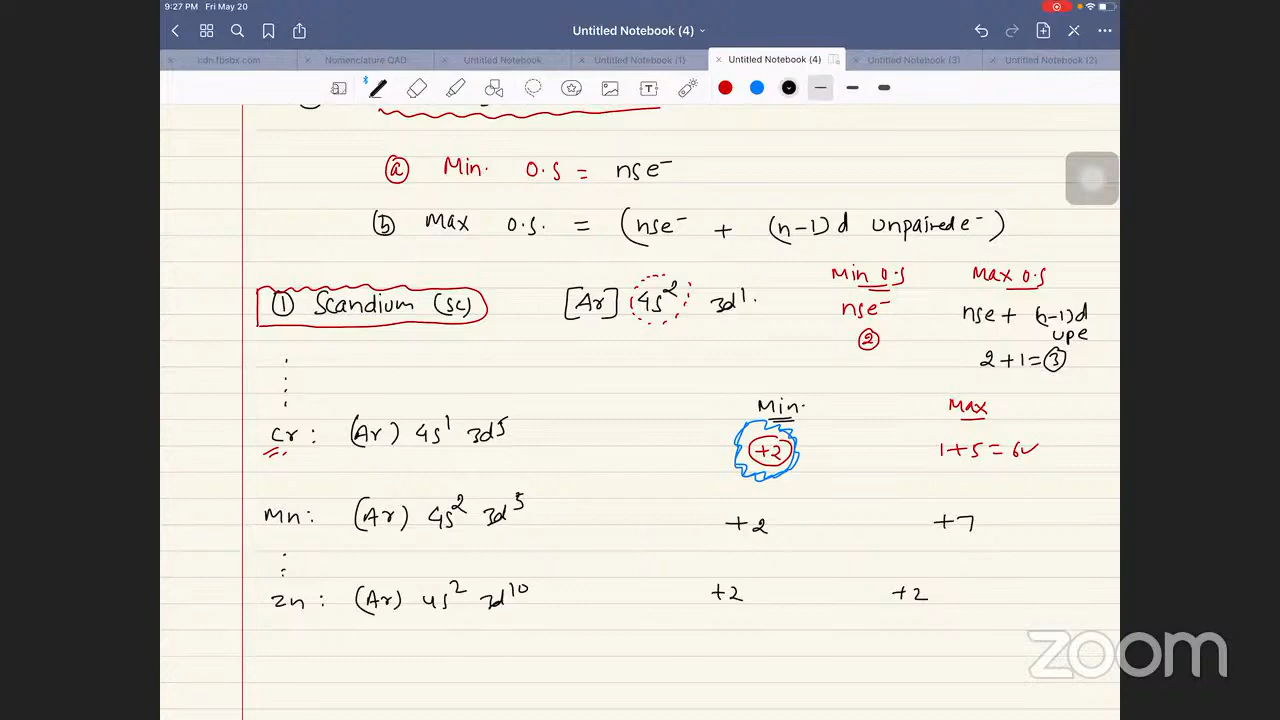 9:27 PM Fri May 20
Untitled Notebook (4)
cdn.fbsbx.com Nomenclature QAD Untitled Notebook Untitled Notebook (1) Untitled Notebook (4) Untitled Notebook (3) Untitled Notebook (2)
(a) Min. O.S = nse⁻
(b) Max O.S. = (nse⁻ + (n-1)d unpaired e⁻)
① Scandium (Sc) [Ar] 4s² 3d¹.
Min O.S
nse⁻
②
Max O.S
nse + (n-1)d
upe
2+1=③
Min. Max
Cr: (Ar) 4s¹ 3d⁵ +2 1+5=6✓
Mn: (Ar) 4s² 3d⁵ +2 +7
Zn: (Ar) 4s² 3d¹⁰ +2 +2
zoom